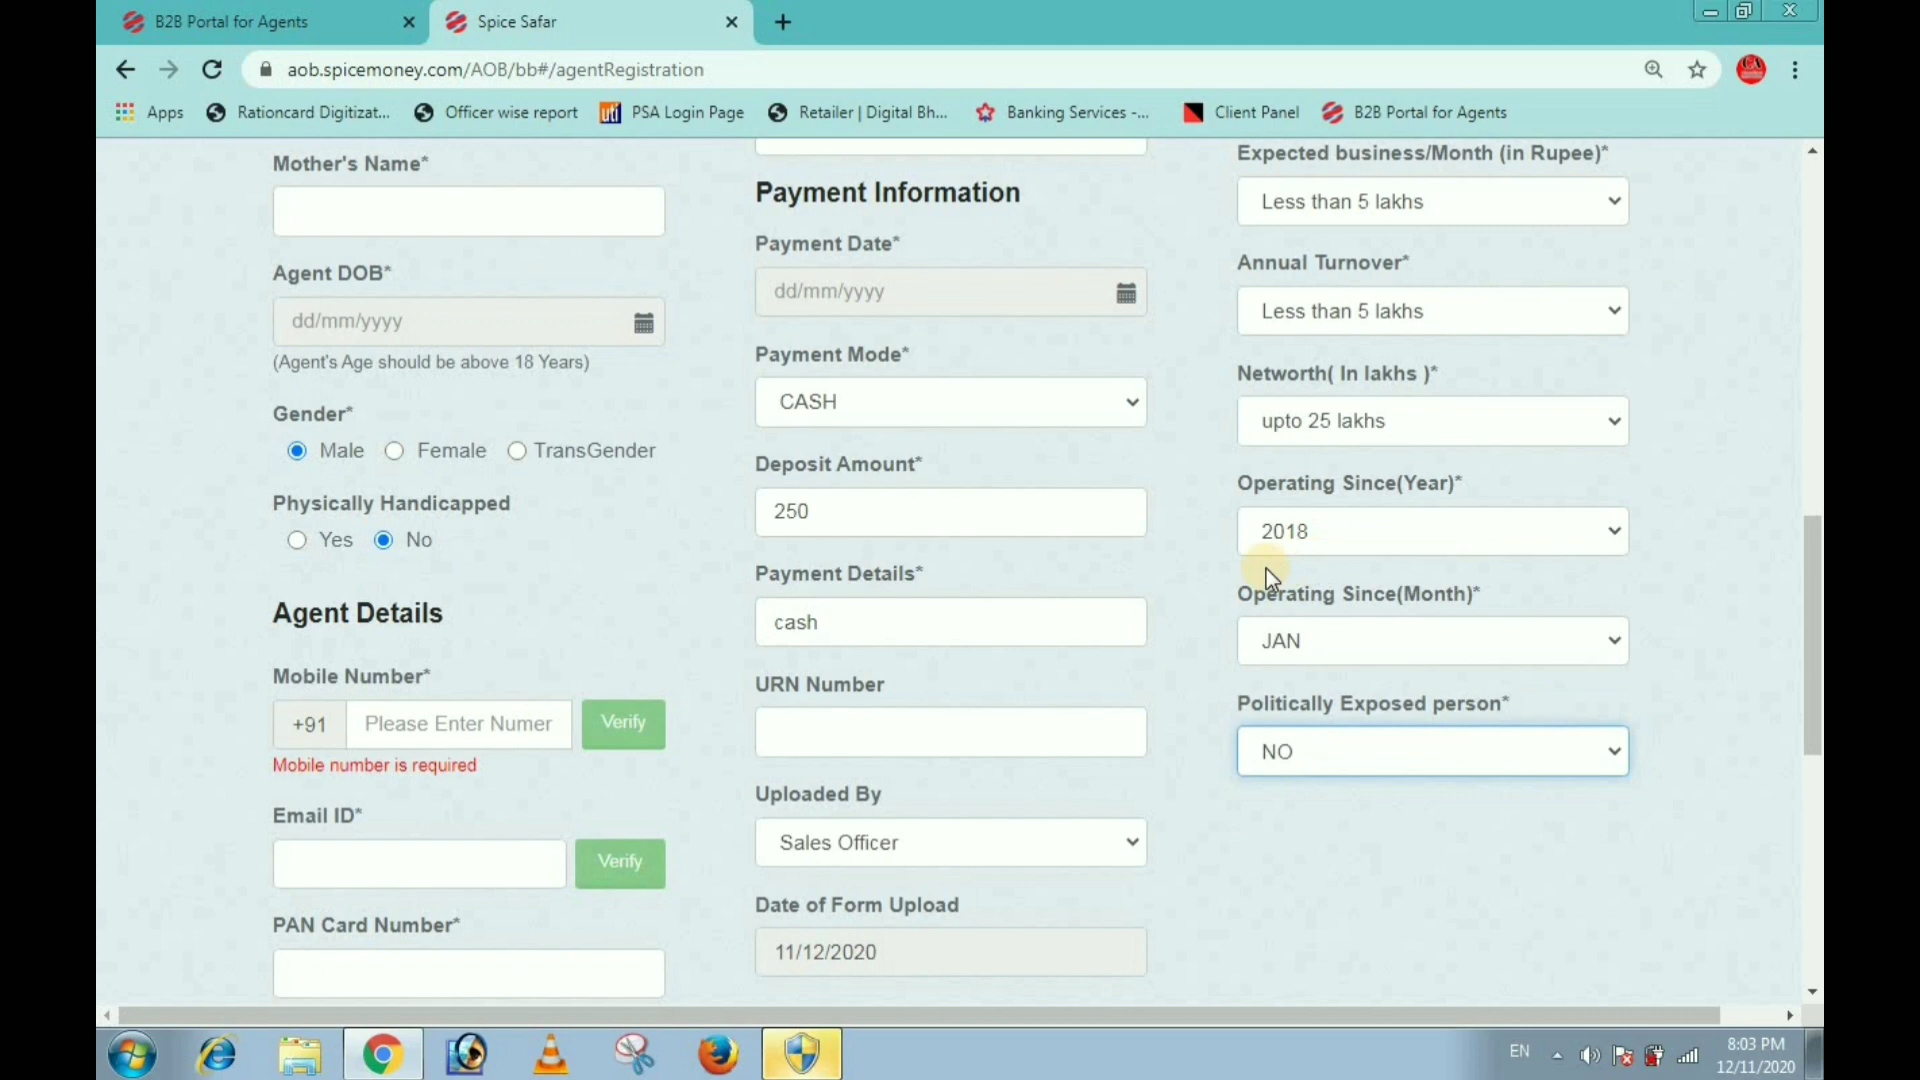 B2B Portal for Agents
Spice Safar
aob.spicemoney.com/AOB/bb#/agentRegistration
Apps
Rationcard Digitizat...
Officer wise report
uti
PSA Login Page
Retailer | Digital Bh...
Banking Services -...
Client Panel
B2B Portal for Agents
Mother's Name*
Agent DOB*
dd/mm/yyyy
(Agent's Age should be above 18 Years)
Gender*
Male Female TransGender
Physically Handicapped
Yes No
Agent Details
Mobile Number*
+91 Please Enter Numer Verify
Mobile number is required
Email ID*
Verify
PAN Card Number*
Payment Information
Payment Date*
dd/mm/yyyy
Payment Mode*
CASH
Deposit Amount*
250
Payment Details*
cash
URN Number
Uploaded By
Sales Officer
Date of Form Upload
11/12/2020
Expected business/Month (in Rupee)*
Less than 5 lakhs
Annual Turnover*
Less than 5 lakhs
Networth( In lakhs )*
upto 25 lakhs
Operating Since(Year)*
2018
Operating Since(Month)*
JAN
Politically Exposed person*
NO
EN
8:03 PM
12/11/2020